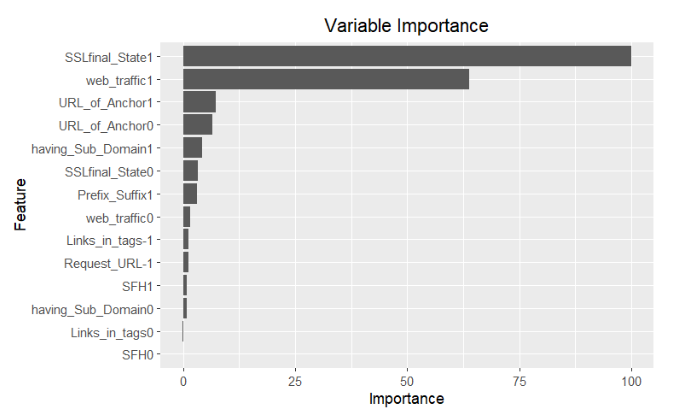 Variable Importance
SSLfinal_State1
web_traffic1
URL_of_Anchor1
URL_of_Anchor0
having_Sub_Domain1
SSLfinal_State0
Prefix_Suffix1
web_traffic0
Links_in_tags-1
Request_URL-1
SFH1
having_Sub_Domain0
Links_in_tags0
SFH0
Feature
0 25 50 75 100
Importance